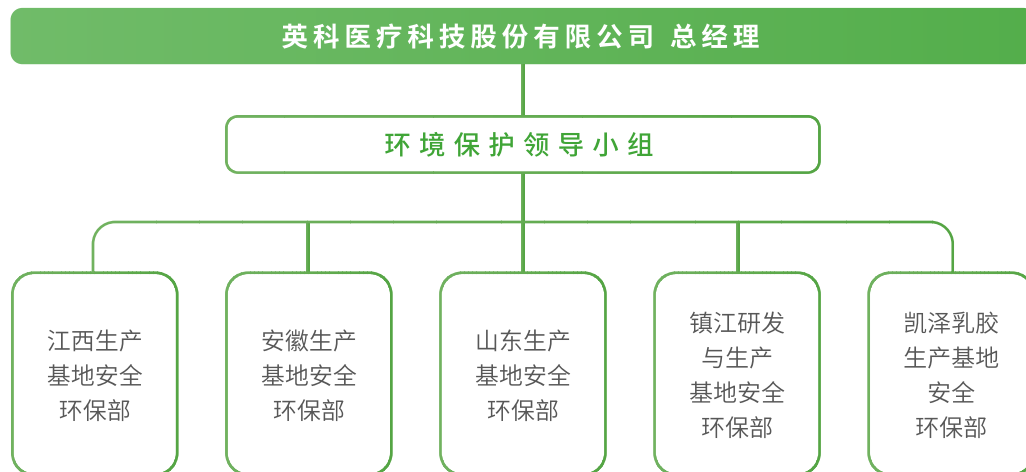 英科医疗科技股份有限公司 总经理
环境保护领导小组
江西生产
基地安全
环保部
安徽生产
基地安全
环保部
山东生产
基地安全
环保部
镇江研发
与生产
基地安全
环保部
凯泽乳胶
生产基地
安全
环保部